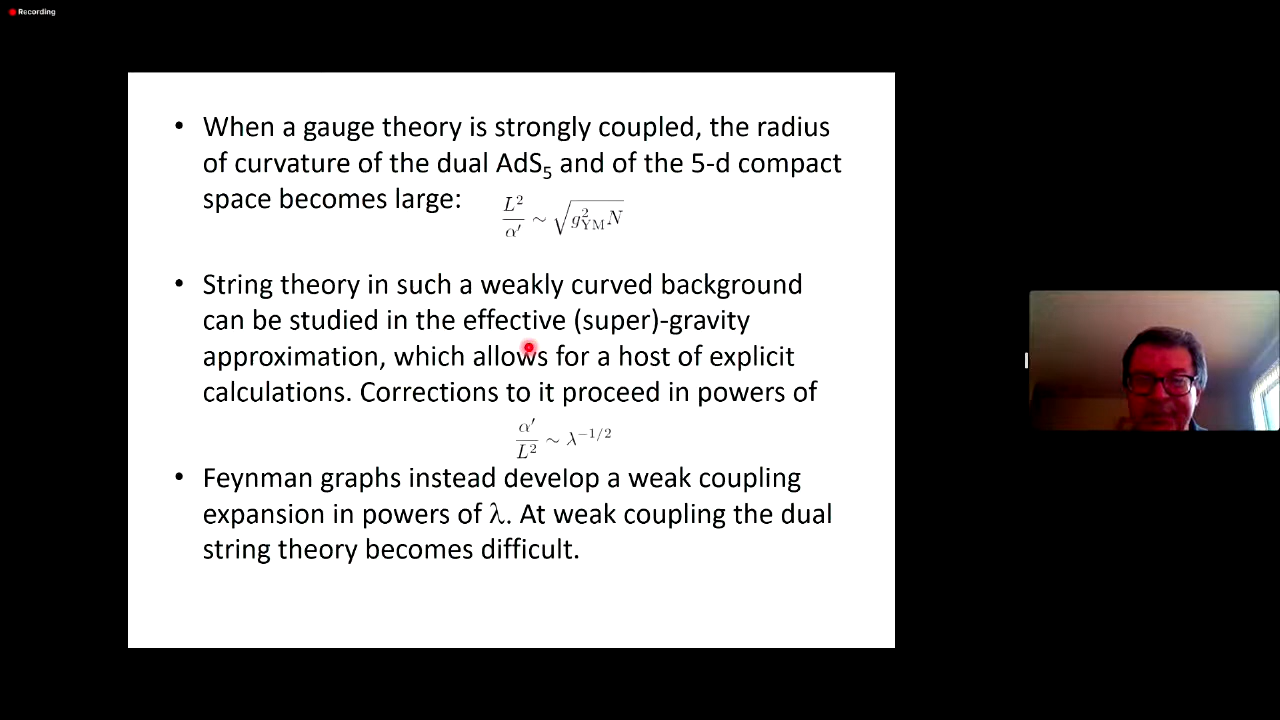 Recording
• When a gauge theory is strongly coupled, the radius
of curvature of the dual AdS₅ and of the 5-d compact
space becomes large: L²/α′ ∼ √(g²_YM N)
• String theory in such a weakly curved background
can be studied in the effective (super)-gravity
approximation, which allows for a host of explicit
calculations. Corrections to it proceed in powers of
α′/L² ∼ λ^(−1/2)
• Feynman graphs instead develop a weak coupling
expansion in powers of λ. At weak coupling the dual
string theory becomes difficult.